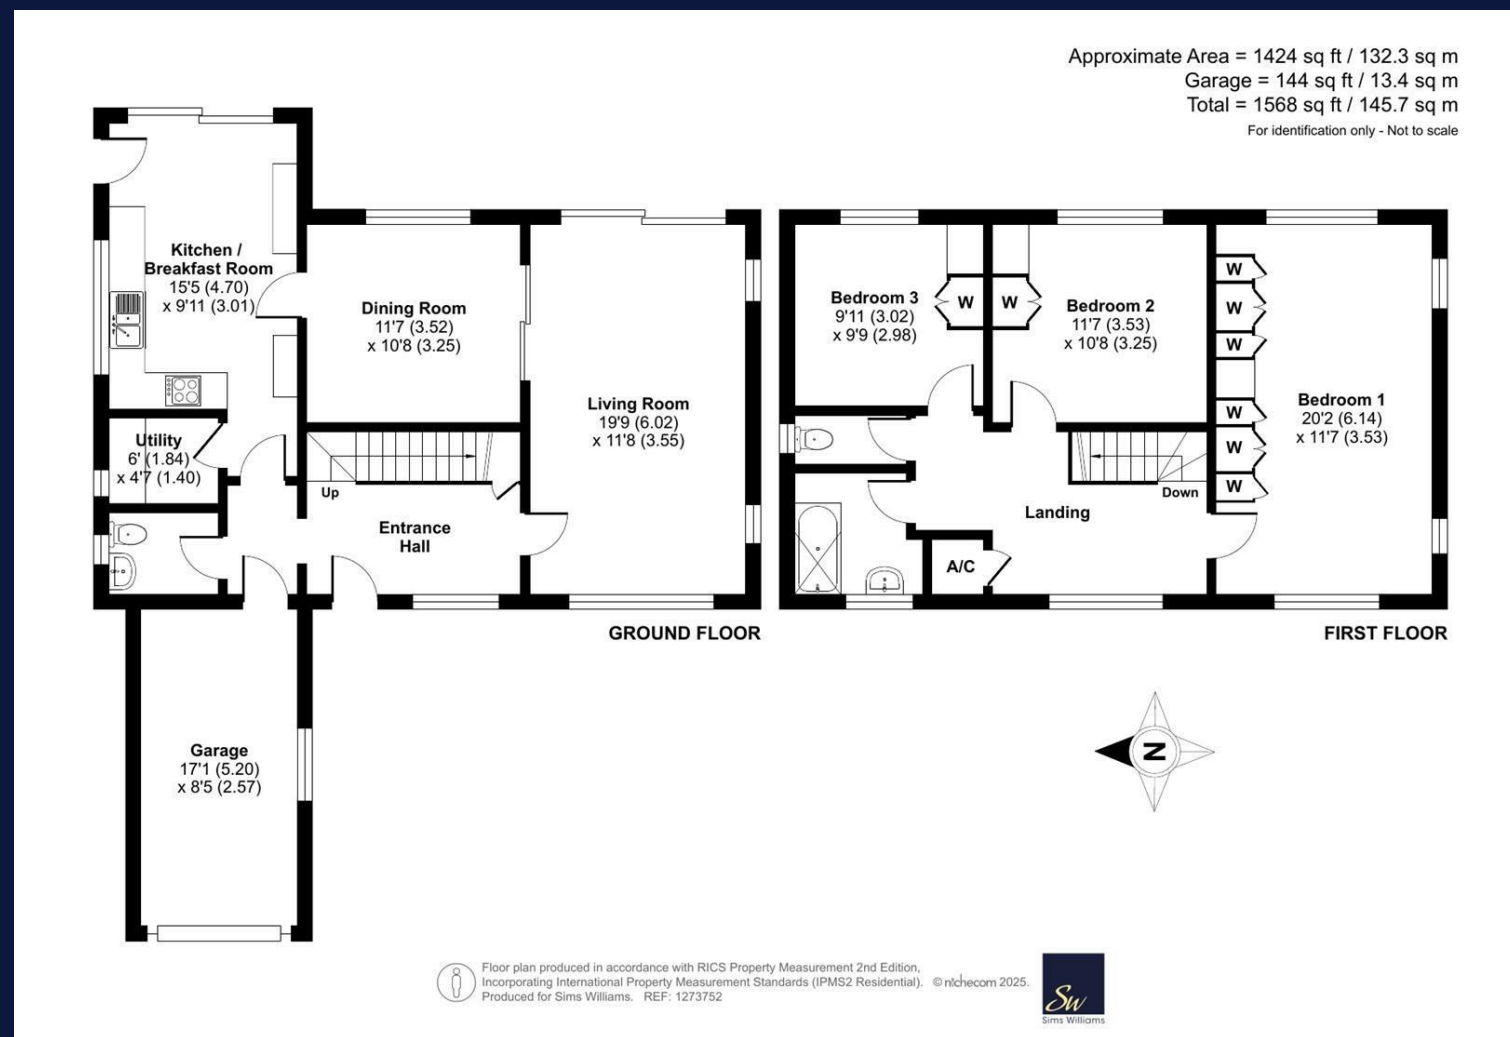 Approximate Area = 1424 sq ft / 132.3 sq m
Garage = 144 sq ft / 13.4 sq m
Total = 1568 sq ft / 145.7 sq m
For identification only - Not to scale
Kitchen /
Breakfast Room
15'5 (4.70)
x 9'11 (3.01)
Dining Room
11'7 (3.52)
x 10'8 (3.25)
Living Room
19'9 (6.02)
x 11'8 (3.55)
Utility
6' (1.84)
x 4'7 (1.40)
Up
Entrance
Hall
Garage
17'1 (5.20)
x 8'5 (2.57)
GROUND FLOOR
Bedroom 3
9'11 (3.02)
x 9'9 (2.98)
W
W
Bedroom 2
11'7 (3.53)
x 10'8 (3.25)
W
W
W
W
W
W
Bedroom 1
20'2 (6.14)
x 11'7 (3.53)
Down
Landing
A/C
FIRST FLOOR
N
Floor plan produced in accordance with RICS Property Measurement 2nd Edition,
Incorporating International Property Measurement Standards (IPMS2 Residential). © nichecom 2025.
Produced for Sims Williams. REF: 1273752
Sw
Sims Williams